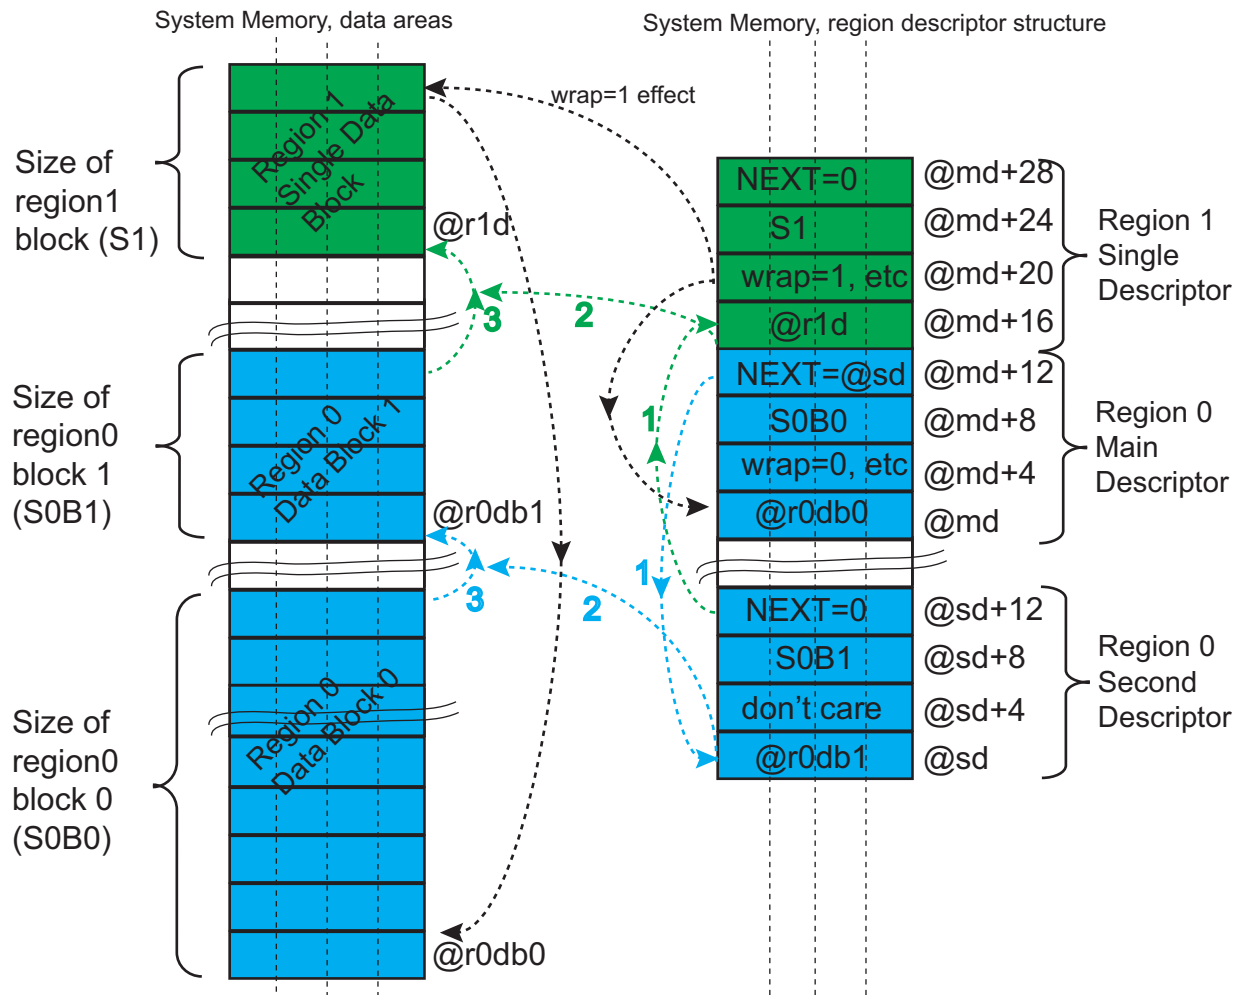 System Memory, data areas
System Memory, region descriptor structure
wrap=1 effect
Size of
region1
block (S1)
Region 1
Single Data
Block
@r1d
NEXT=0
@md+28
S1
@md+24
wrap=1, etc
@md+20
@r1d
@md+16
Region 1
Single
Descriptor
3
2
1
Size of
region0
block 1
(S0B1)
Region 0
Data Block 1
@r0db1
NEXT=@sd
@md+12
S0B0
@md+8
wrap=0, etc
@md+4
@r0db0
@md
Region 0
Main
Descriptor
3
2
1
Size of
region0
block 0
(S0B0)
Region 0
Data Block 0
@r0db0
NEXT=0
@sd+12
S0B1
@sd+8
don't care
@sd+4
@r0db1
@sd
Region 0
Second
Descriptor